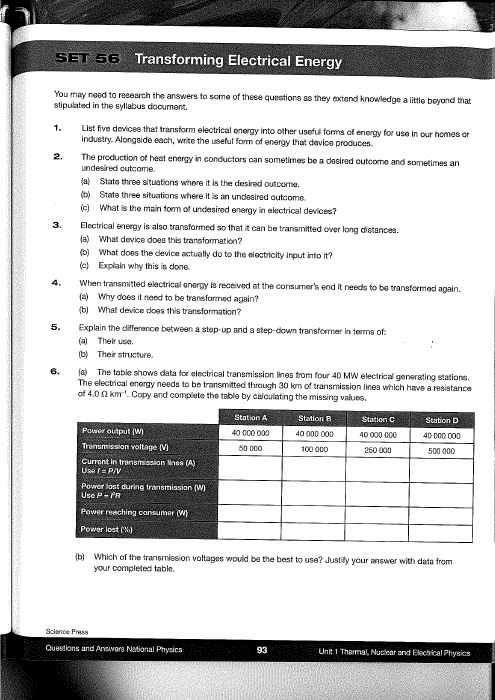 SET 56 Transforming Electrical Energy
You may need to research the answers to some of these questions as they extend knowledge a little beyond that
stipulated in the syllabus document.
1. List five devices that transform electrical energy into other useful forms of energy for use in our homes or
industry. Alongside each, write the useful form of energy that device produces.
2. The production of heat energy in conductors can sometimes be a desired outcome and sometimes an
undesired outcome.
(a) State three situations where it is the desired outcome.
(b) State three situations where it is an undesired outcome.
(c) What is the main form of undesired energy in electrical devices?
3. Electrical energy is also transformed so that it can be transmitted over long distances.
(a) What device does this transformation?
(b) What does the device actually do to the electricity input into it?
(c) Explain why this is done.
4. When transmitted electrical energy is received at the consumer's end it needs to be transformed again.
(a) Why does it need to be transformed again?
(b) What device does this transformation?
5. Explain the difference between a step-up and a step-down transformer in terms of:
(a) Their use.
(b) Their structure.
6. (a) The table shows data for electrical transmission lines from four 40 MW electrical generating stations.
The electrical energy needs to be transmitted through 30 km of transmission lines which have a resistance
of 4.0 Ω km⁻¹. Copy and complete the table by calculating the missing values.
Station A Station B Station C Station D
Power output (W) 40 000 000 40 000 000 40 000 000 40 000 000
Transmission voltage (V) 50 000 100 000 250 000 500 000
Current in transmission lines (A)
Use I = P/V
Power lost during transmission (W)
Use P = I²R
Power reaching consumer (W)
Power lost (%)
(b) Which of the transmission voltages would be the best to use? Justify your answer with data from
your completed table.
Science Press
Questions and Answers National Physics 93 Unit 1 Thermal, Nuclear and Electrical Physics